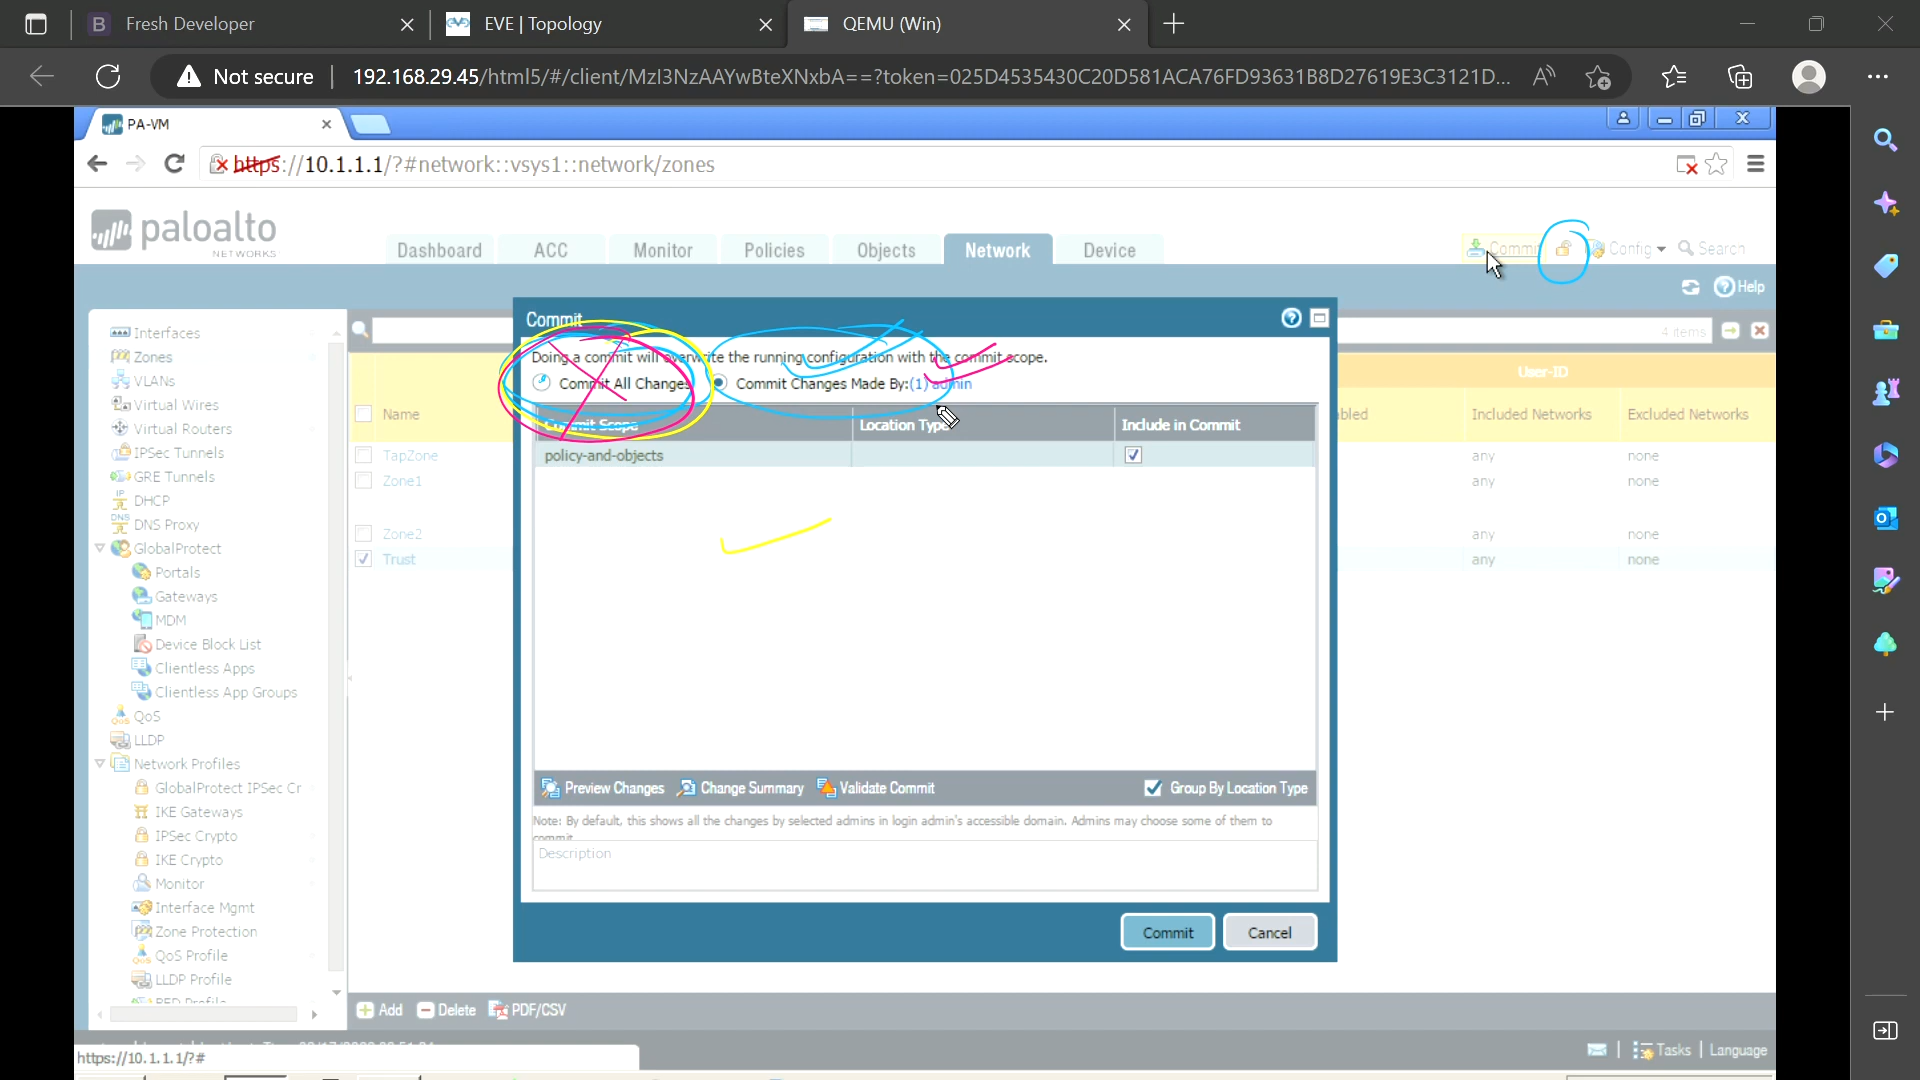 Fresh Developer
EVE | Topology
QEMU (Win)
Not secure
192.168.29.45/html5/#/client/MzI3NzAAYwBteXNxbA==?token=025D4535430C20D581ACA76FD93631B8D27619E3C3121D...
PA-VM
https://10.1.1.1/?#network::vsys1::network/zones
paloalto
NETWORKS
Dashboard
ACC
Monitor
Policies
Objects
Network
Device
Commit
Config
Search
Help
Interfaces
Zones
VLANs
Virtual Wires
Virtual Routers
IPSec Tunnels
GRE Tunnels
DHCP
DNS Proxy
GlobalProtect
Portals
Gateways
MDM
Device Block List
Clientless Apps
Clientless App Groups
QoS
LLDP
Network Profiles
GlobalProtect IPSec Cr
IKE Gateways
IPSec Crypto
IKE Crypto
Monitor
Interface Mgmt
Zone Protection
QoS Profile
LLDP Profile
4 items
User-ID
Name
bled
Included Networks
Excluded Networks
TapZone
any
none
Zone1
any
none
Zone2
any
none
Trust
any
none
Commit
Doing a commit will overwrite the running configuration with the commit scope.
Commit All Changes
Commit Changes Made By:(1) admin
Commit Scope
Location Type
Include in Commit
policy-and-objects
Preview Changes
Change Summary
Validate Commit
Group By Location Type
Note: By default, this shows all the changes by selected admins in login admin's accessible domain. Admins may choose some of them to
commit
Description
Commit
Cancel
Add
Delete
PDF/CSV
https://10.1.1.1/?#
Tasks
Language